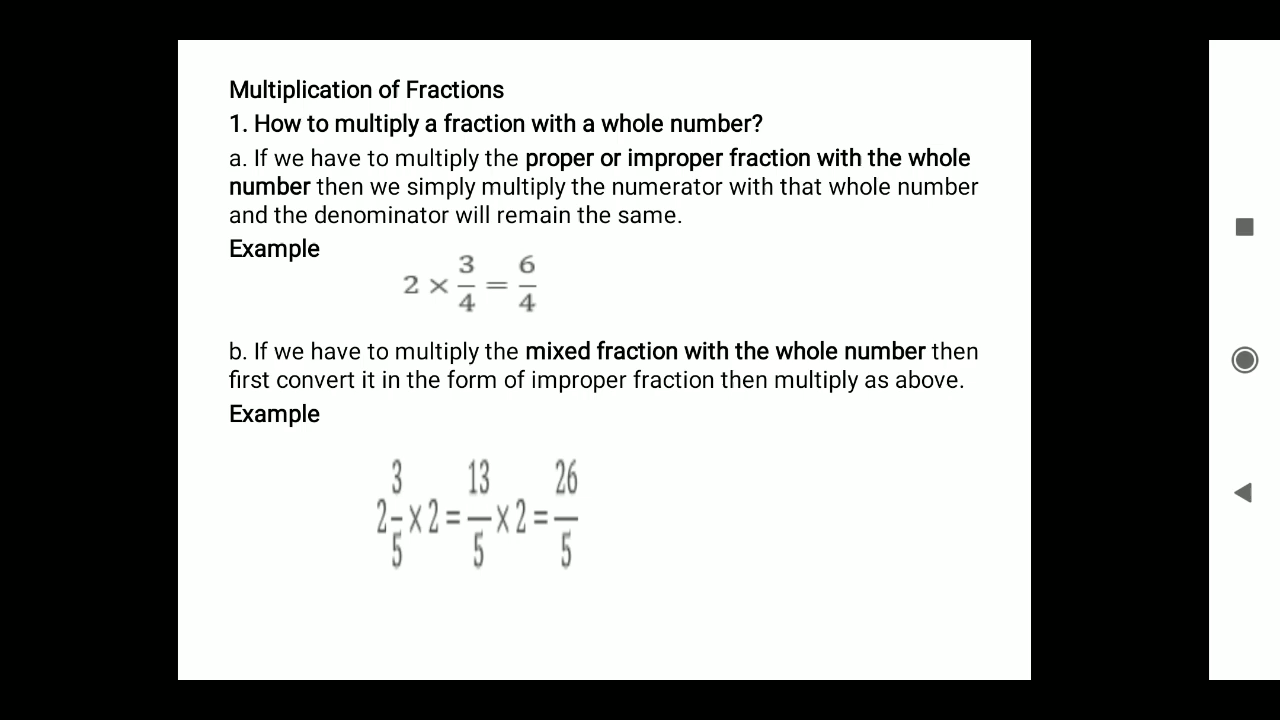 Multiplication of Fractions
1. How to multiply a fraction with a whole number?
a. If we have to multiply the proper or improper fraction with the whole
number then we simply multiply the numerator with that whole number
and the denominator will remain the same.
Example
2 × 3/4 = 6/4
b. If we have to multiply the mixed fraction with the whole number then
first convert it in the form of improper fraction then multiply as above.
Example
2 3/5 × 2 = 13/5 × 2 = 26/5